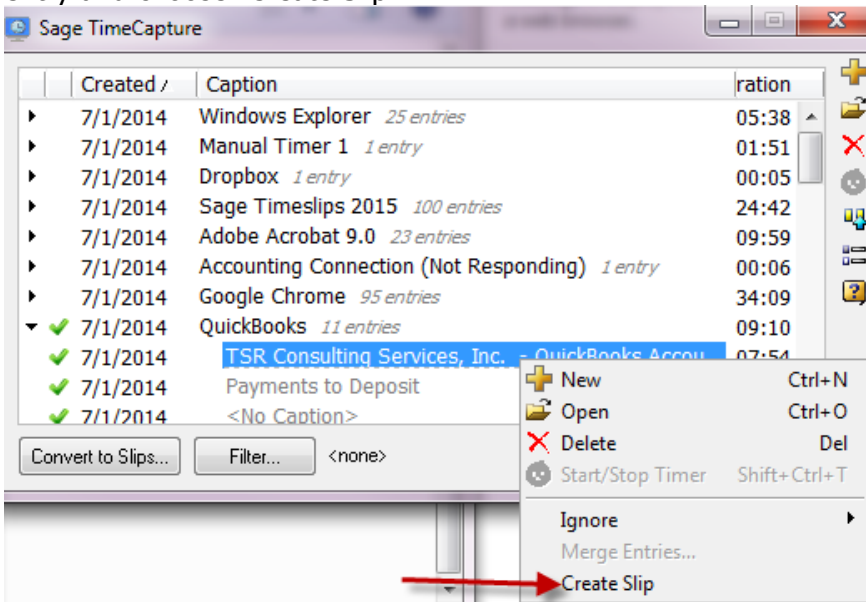 Sage TimeCapture
Created / Caption ration
7/1/2014 Windows Explorer 25 entries 05:38
7/1/2014 Manual Timer 1 1 entry 01:51
7/1/2014 Dropbox 1 entry 00:05
7/1/2014 Sage Timeslips 2015 100 entries 24:42
7/1/2014 Adobe Acrobat 9.0 23 entries 09:59
7/1/2014 Accounting Connection (Not Responding) 1 entry 00:06
7/1/2014 Google Chrome 95 entries 34:09
7/1/2014 QuickBooks 11 entries 09:10
7/1/2014 TSR Consulting Services, Inc. - QuickBooks Accou 07:54
7/1/2014 Payments to Deposit
7/1/2014 <No Caption>
Convert to Slips... Filter... <none>
New Ctrl+N
Open Ctrl+O
Delete Del
Start/Stop Timer Shift+Ctrl+T
Ignore
Merge Entries...
Create Slip